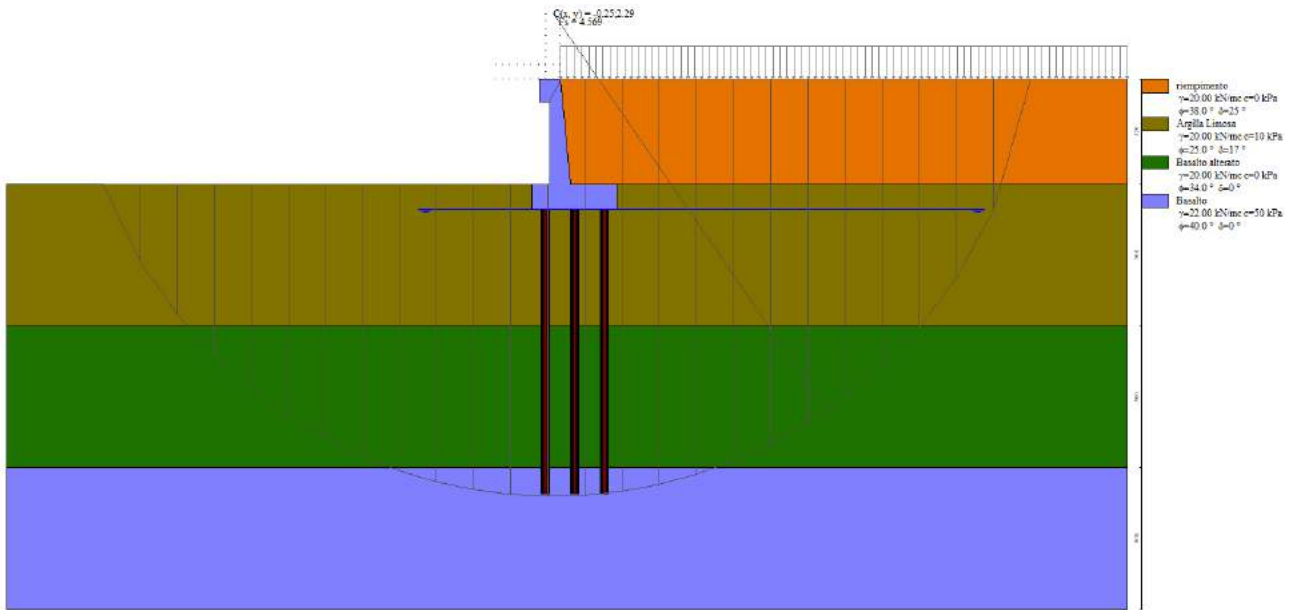 C(x, y) = -0.25;2.29
Fs = 4.569
riempimento
γ=20.00 kN/mc c=0 kPa
ϕ=38.0 ° δ=25 °
Argilla Limosa
γ=20.00 kN/mc c=10 kPa
ϕ=25.0 ° δ=17 °
Basalto alterato
γ=20.00 kN/mc c=0 kPa
ϕ=34.0 ° δ=0 °
Basalto
γ=22.00 kN/mc c=50 kPa
ϕ=40.0 ° δ=0 °